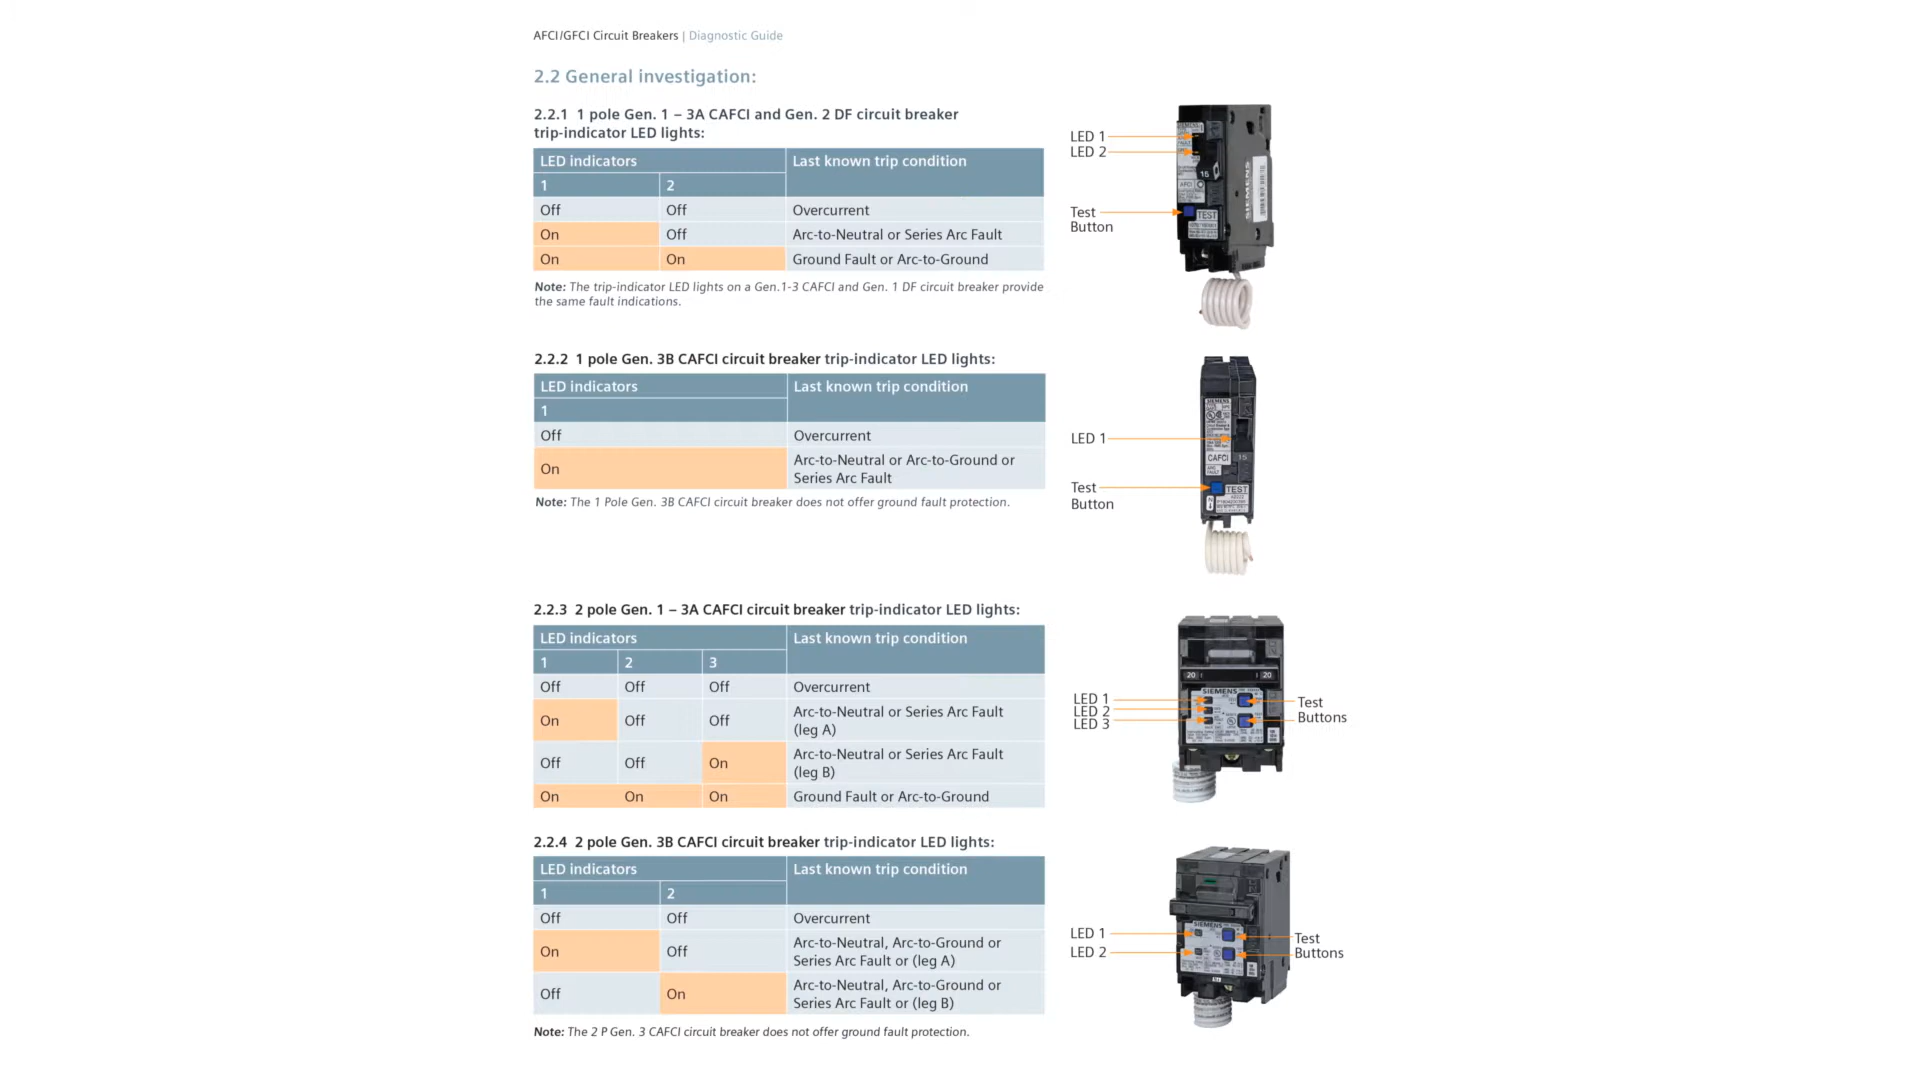 AFCI/GFCI Circuit Breakers | Diagnostic Guide
2.2 General investigation:
2.2.1 1 pole Gen. 1 – 3A CAFCI and Gen. 2 DF circuit breaker
trip-indicator LED lights:
LED indicators
Last known trip condition
1
2
Off
Off
Overcurrent
On
Off
Arc-to-Neutral or Series Arc Fault
On
On
Ground Fault or Arc-to-Ground
Note: The trip-indicator LED lights on a Gen.1-3 CAFCI and Gen. 1 DF circuit breaker provide
the same fault indications.
LED 1
LED 2
Test
Button
15
AFCI
TEST
SIEMENS
2.2.2 1 pole Gen. 3B CAFCI circuit breaker trip-indicator LED lights:
LED indicators
Last known trip condition
1
Off
Overcurrent
On
Arc-to-Neutral or Arc-to-Ground or
Series Arc Fault
Note: The 1 Pole Gen. 3B CAFCI circuit breaker does not offer ground fault protection.
LED 1
Test
Button
SIEMENS
CAFCI
15
TEST
2.2.3 2 pole Gen. 1 – 3A CAFCI circuit breaker trip-indicator LED lights:
LED indicators
Last known trip condition
1
2
3
Off
Off
Off
Overcurrent
On
Off
Off
Arc-to-Neutral or Series Arc Fault
(leg A)
Off
Off
On
Arc-to-Neutral or Series Arc Fault
(leg B)
On
On
On
Ground Fault or Arc-to-Ground
LED 1
LED 2
LED 3
20
20
SIEMENS
Test
Buttons
2.2.4 2 pole Gen. 3B CAFCI circuit breaker trip-indicator LED lights:
LED indicators
Last known trip condition
1
2
Off
Off
Overcurrent
On
Off
Arc-to-Neutral, Arc-to-Ground or
Series Arc Fault or (leg A)
Off
On
Arc-to-Neutral, Arc-to-Ground or
Series Arc Fault or (leg B)
Note: The 2 P Gen. 3 CAFCI circuit breaker does not offer ground fault protection.
LED 1
LED 2
SIEMENS
Test
Buttons